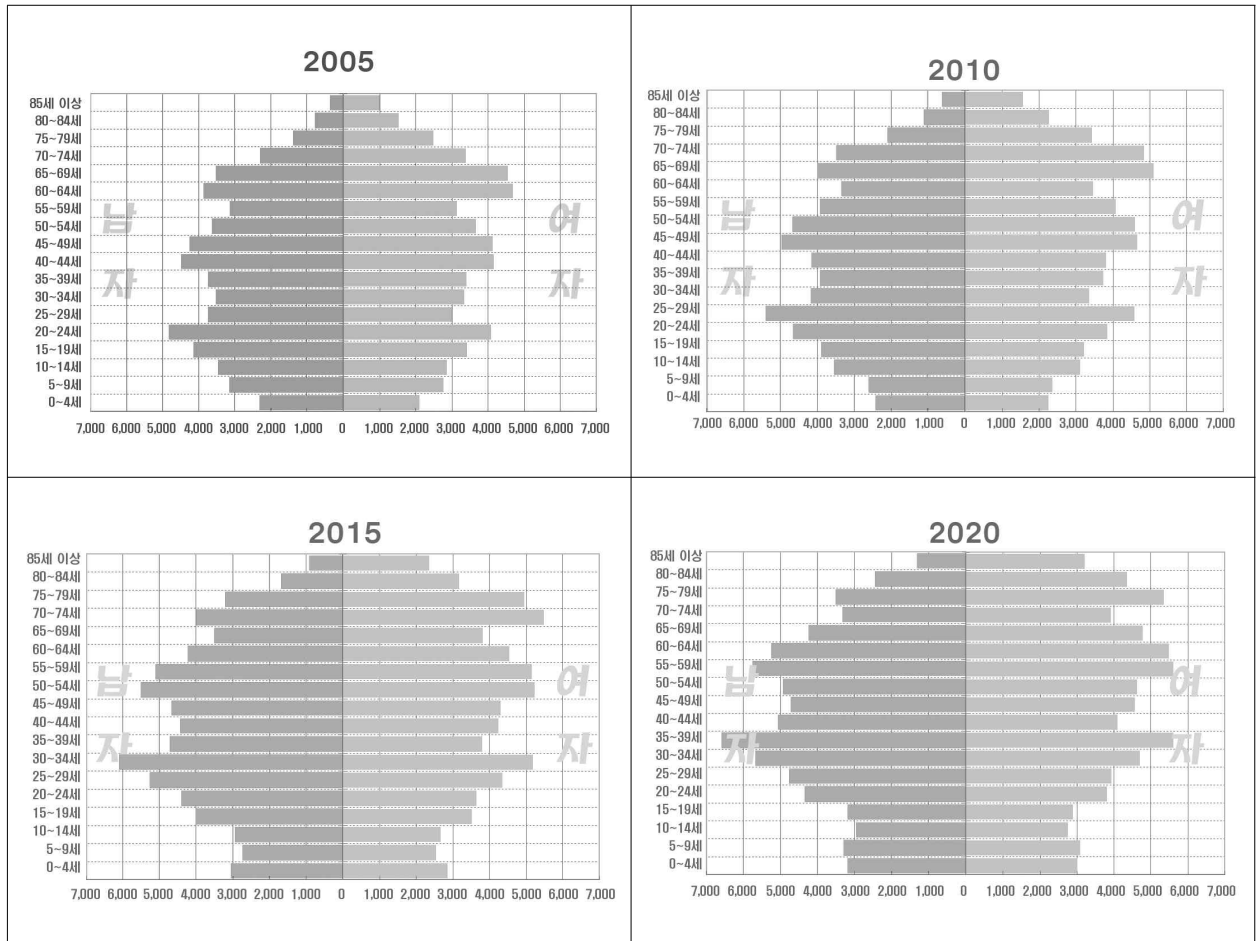 2005
85세 이상
80~84세
75~79세
70~74세
65~69세
60~64세
55~59세
50~54세
45~49세
40~44세
35~39세
30~34세
25~29세
20~24세
15~19세
10~14세
5~9세
0~4세
남
자
여
자
7,000 6,000 5,000 4,000 3,000 2,000 1,000 0 1,000 2,000 3,000 4,000 5,000 6,000 7,000
2010
85세 이상
80~84세
75~79세
70~74세
65~69세
60~64세
55~59세
50~54세
45~49세
40~44세
35~39세
30~34세
25~29세
20~24세
15~19세
10~14세
5~9세
0~4세
남
자
여
자
7,000 6,000 5,000 4,000 3,000 2,000 1,000 0 1,000 2,000 3,000 4,000 5,000 6,000 7,000
2015
85세 이상
80~84세
75~79세
70~74세
65~69세
60~64세
55~59세
50~54세
45~49세
40~44세
35~39세
30~34세
25~29세
20~24세
15~19세
10~14세
5~9세
0~4세
남
자
여
자
7,000 6,000 5,000 4,000 3,000 2,000 1,000 0 1,000 2,000 3,000 4,000 5,000 6,000 7,000
2020
85세 이상
80~84세
75~79세
70~74세
65~69세
60~64세
55~59세
50~54세
45~49세
40~44세
35~39세
30~34세
25~29세
20~24세
15~19세
10~14세
5~9세
0~4세
남
자
여
자
7,000 6,000 5,000 4,000 3,000 2,000 1,000 0 1,000 2,000 3,000 4,000 5,000 6,000 7,000